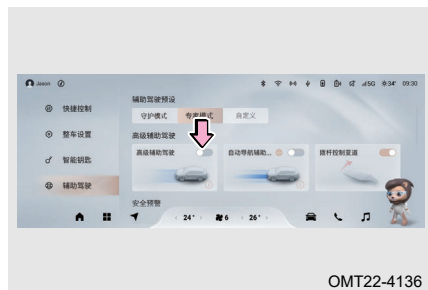 Jason
5G 34° 09:30
快捷控制
整车设置
智能钥匙
辅助驾驶
辅助驾驶预设
守护模式 专家模式 自定义
高级辅助驾驶
高级辅助驾驶 自动导航辅助... 拨杆控制变道
安全预警
24° 6 26°
OMT22-4136